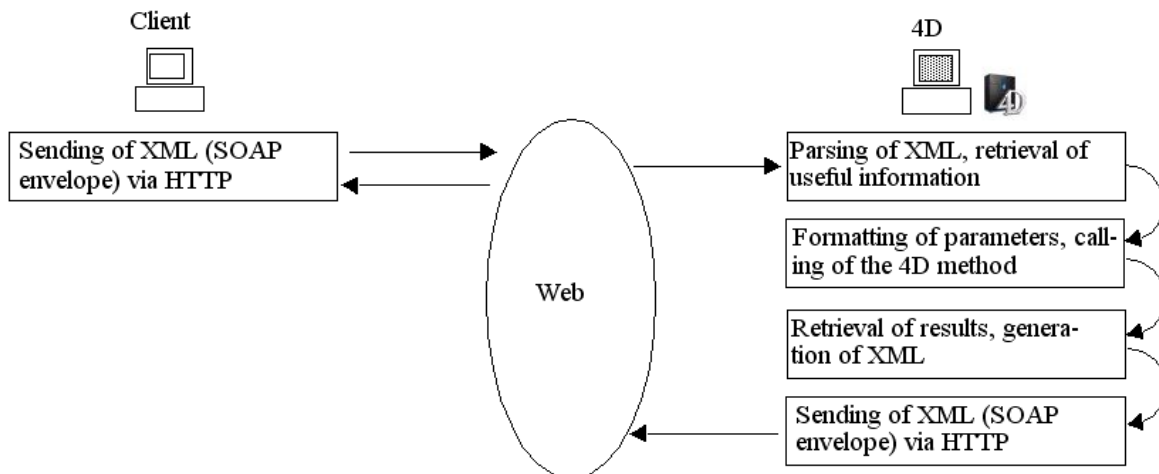 Client
4D
4D
Sending of XML (SOAP
envelope) via HTTP
Parsing of XML, retrieval of
useful information
Formatting of parameters, call-
ing of the 4D method
Web
Retrieval of results, genera-
tion of XML
Sending of XML (SOAP
envelope) via HTTP